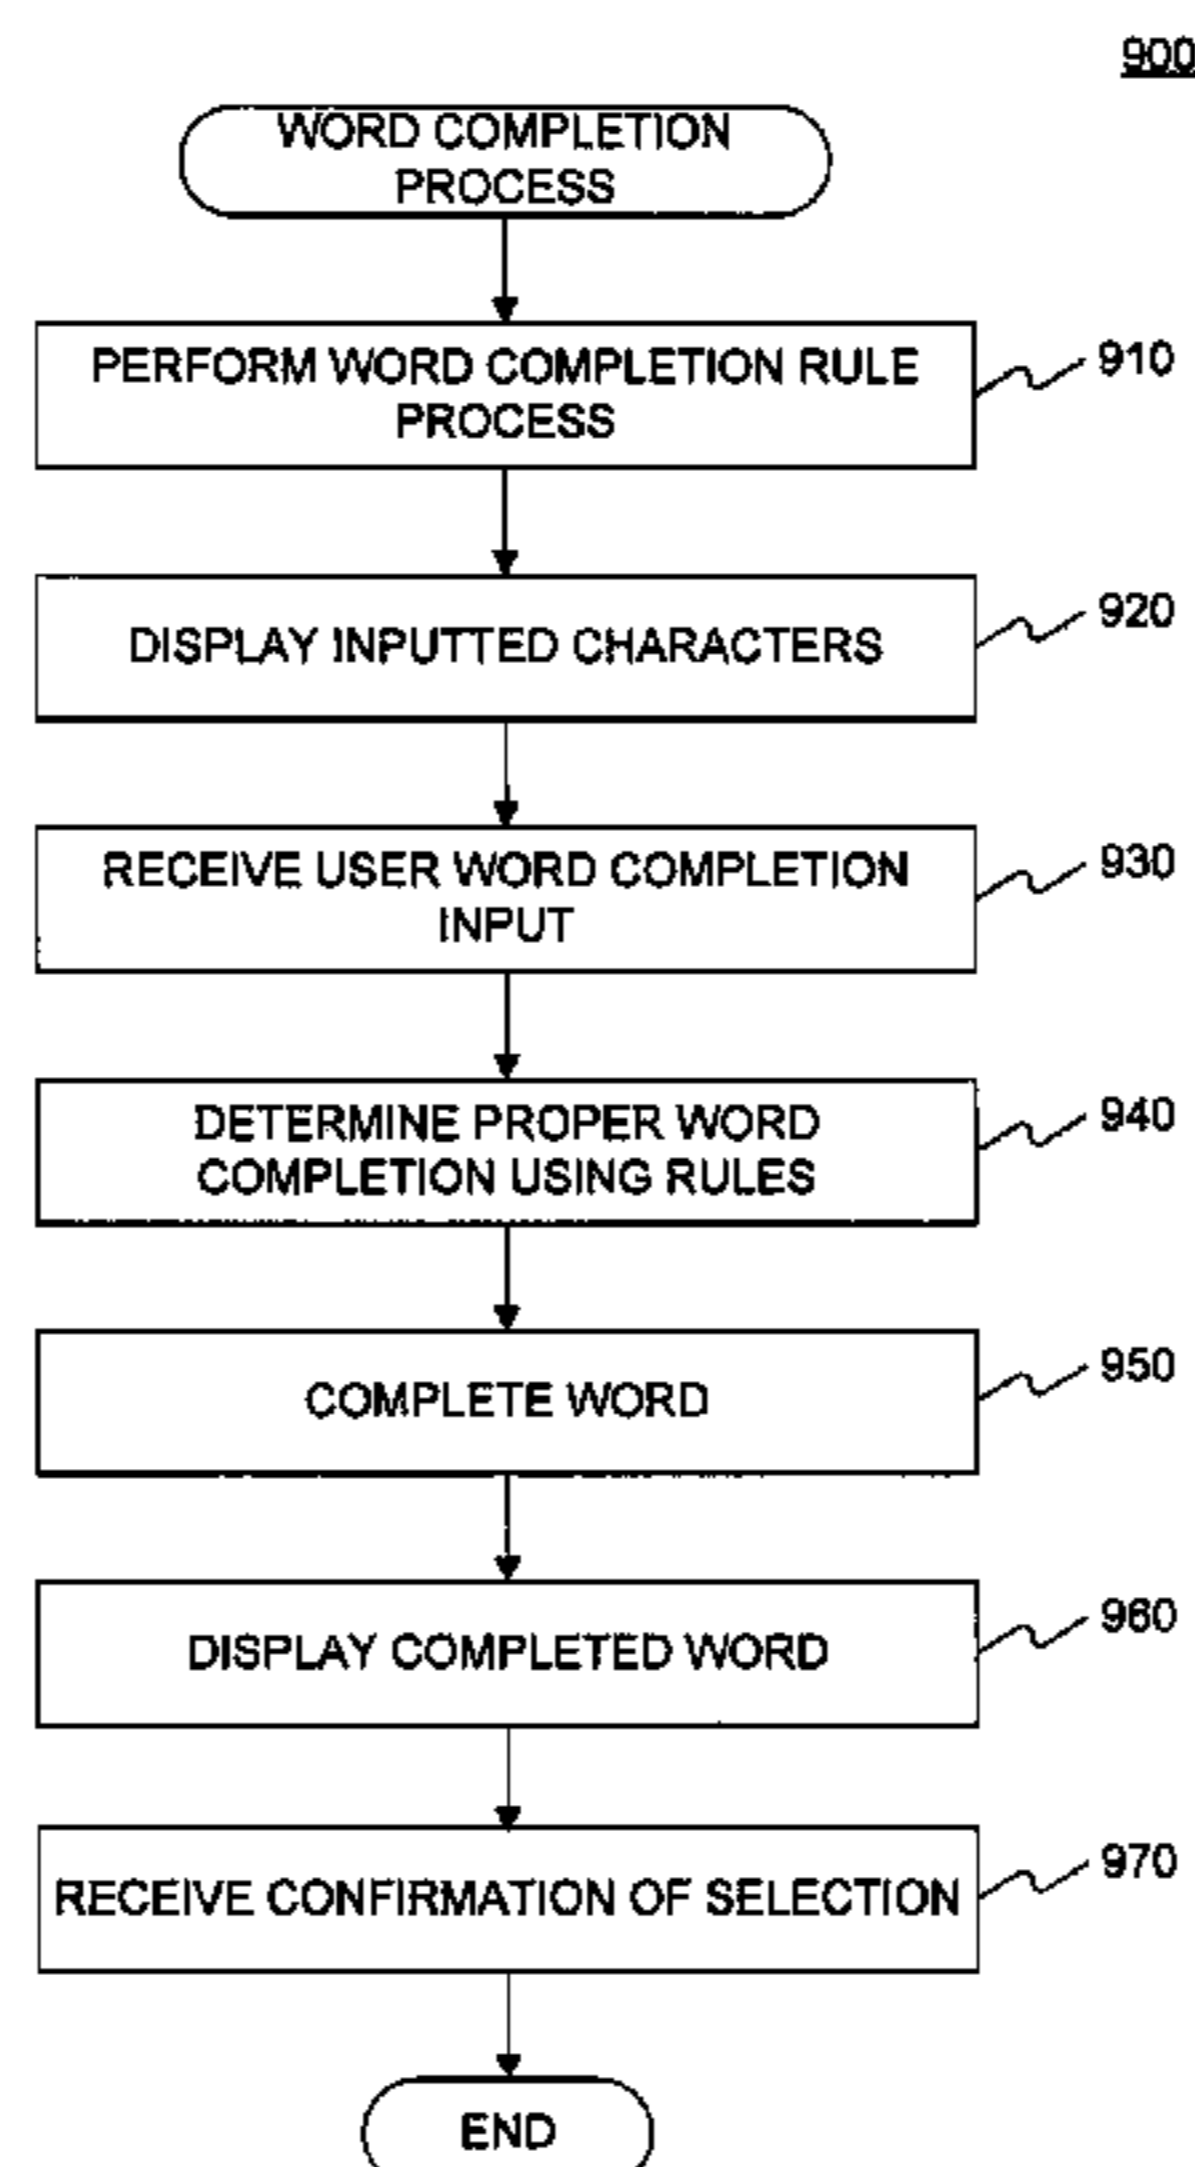 900
WORD COMPLETION
PROCESS
PERFORM WORD COMPLETION RULE
PROCESS
910
DISPLAY INPUTTED CHARACTERS
920
RECEIVE USER WORD COMPLETION
INPUT
930
DETERMINE PROPER WORD
COMPLETION USING RULES
940
COMPLETE WORD
950
DISPLAY COMPLETED WORD
960
RECEIVE CONFIRMATION OF SELECTION
970
END